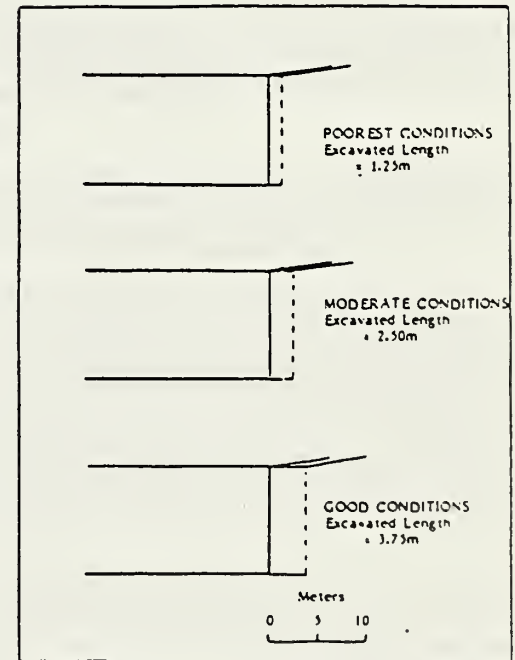 POOREST CONDITIONS
Excavated Length
= 1.25m
MODERATE CONDITIONS
Excavated Length
= 2.50m
GOOD CONDITIONS
Excavated Length
= 3.75m
Meters
0 5 10